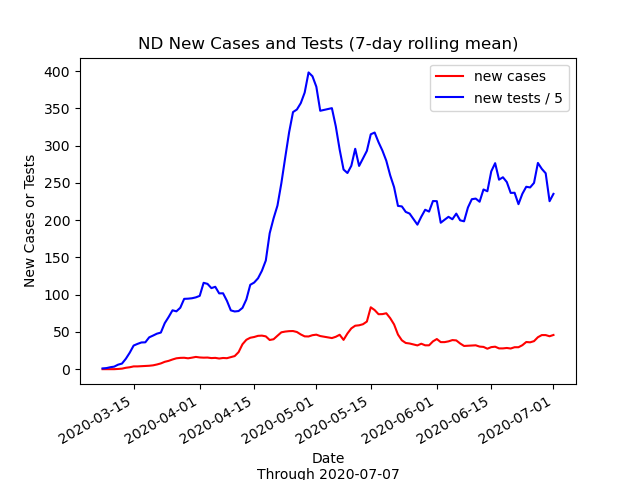 ND New Cases and Tests (7-day rolling mean)
new cases
new tests / 5
New Cases or Tests
400
350
300
250
200
150
100
50
0
2020-03-15
2020-04-01
2020-04-15
2020-05-01
2020-05-15
2020-06-01
2020-06-15
2020-07-01
Date
Through 2020-07-07